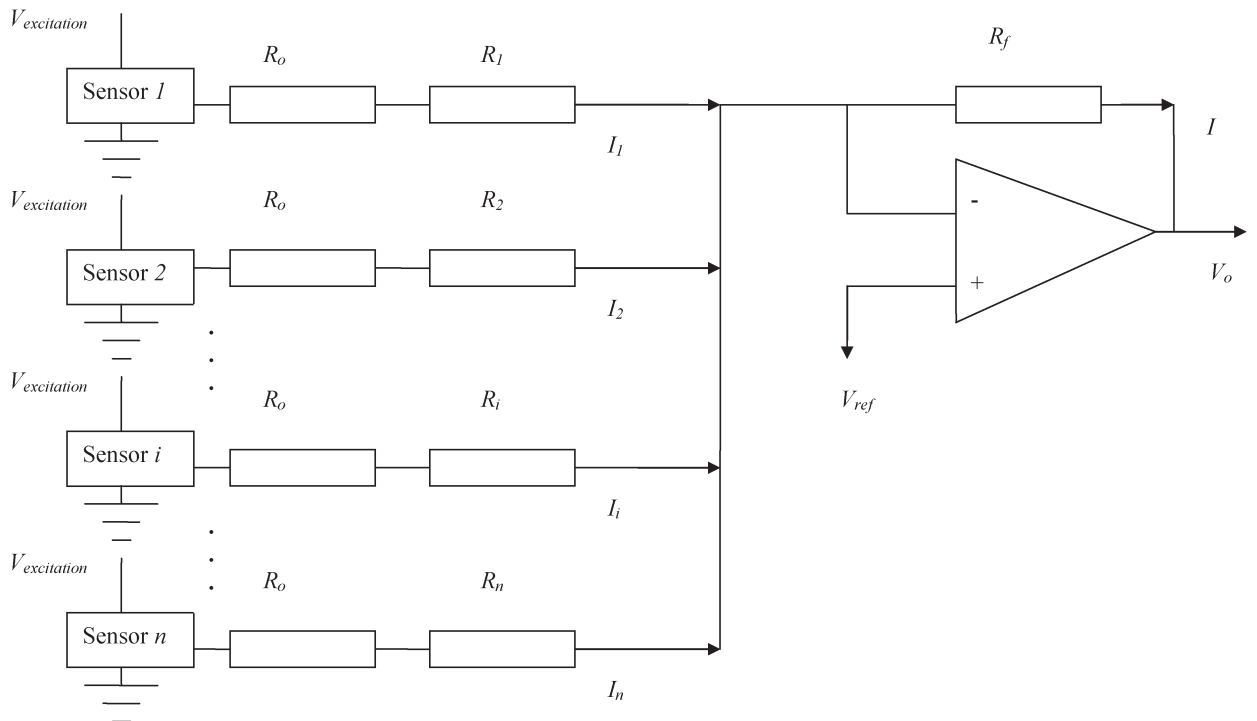 V_excitation
R_o R_1 R_f
Sensor 1
I_1 I
V_excitation R_o R_2 -
Sensor 2 V_o
I_2 +
V_excitation R_o R_i V_ref
Sensor i
I_i
V_excitation R_o R_n
Sensor n
I_n